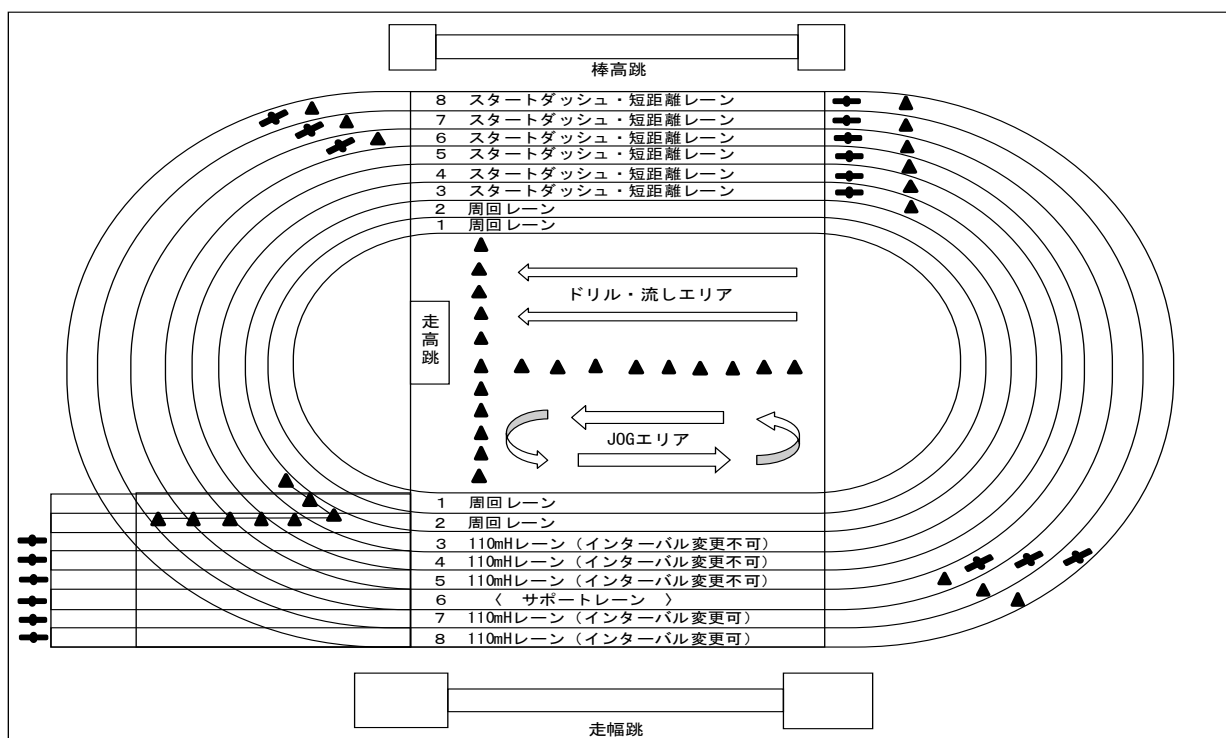 棒高跳
8 スタートダッシュ・短距離レーン
7 スタートダッシュ・短距離レーン
6 スタートダッシュ・短距離レーン
5 スタートダッシュ・短距離レーン
4 スタートダッシュ・短距離レーン
3 スタートダッシュ・短距離レーン
2 周回レーン
1 周回レーン
ドリル・流しエリア
走高跳
JOGエリア
1 周回レーン
2 周回レーン
3 110mHレーン(インターバル変更不可)
4 110mHレーン(インターバル変更不可)
5 110mHレーン(インターバル変更不可)
6 〈 サポートレーン 〉
7 110mHレーン(インターバル変更可)
8 110mHレーン(インターバル変更可)
走幅跳